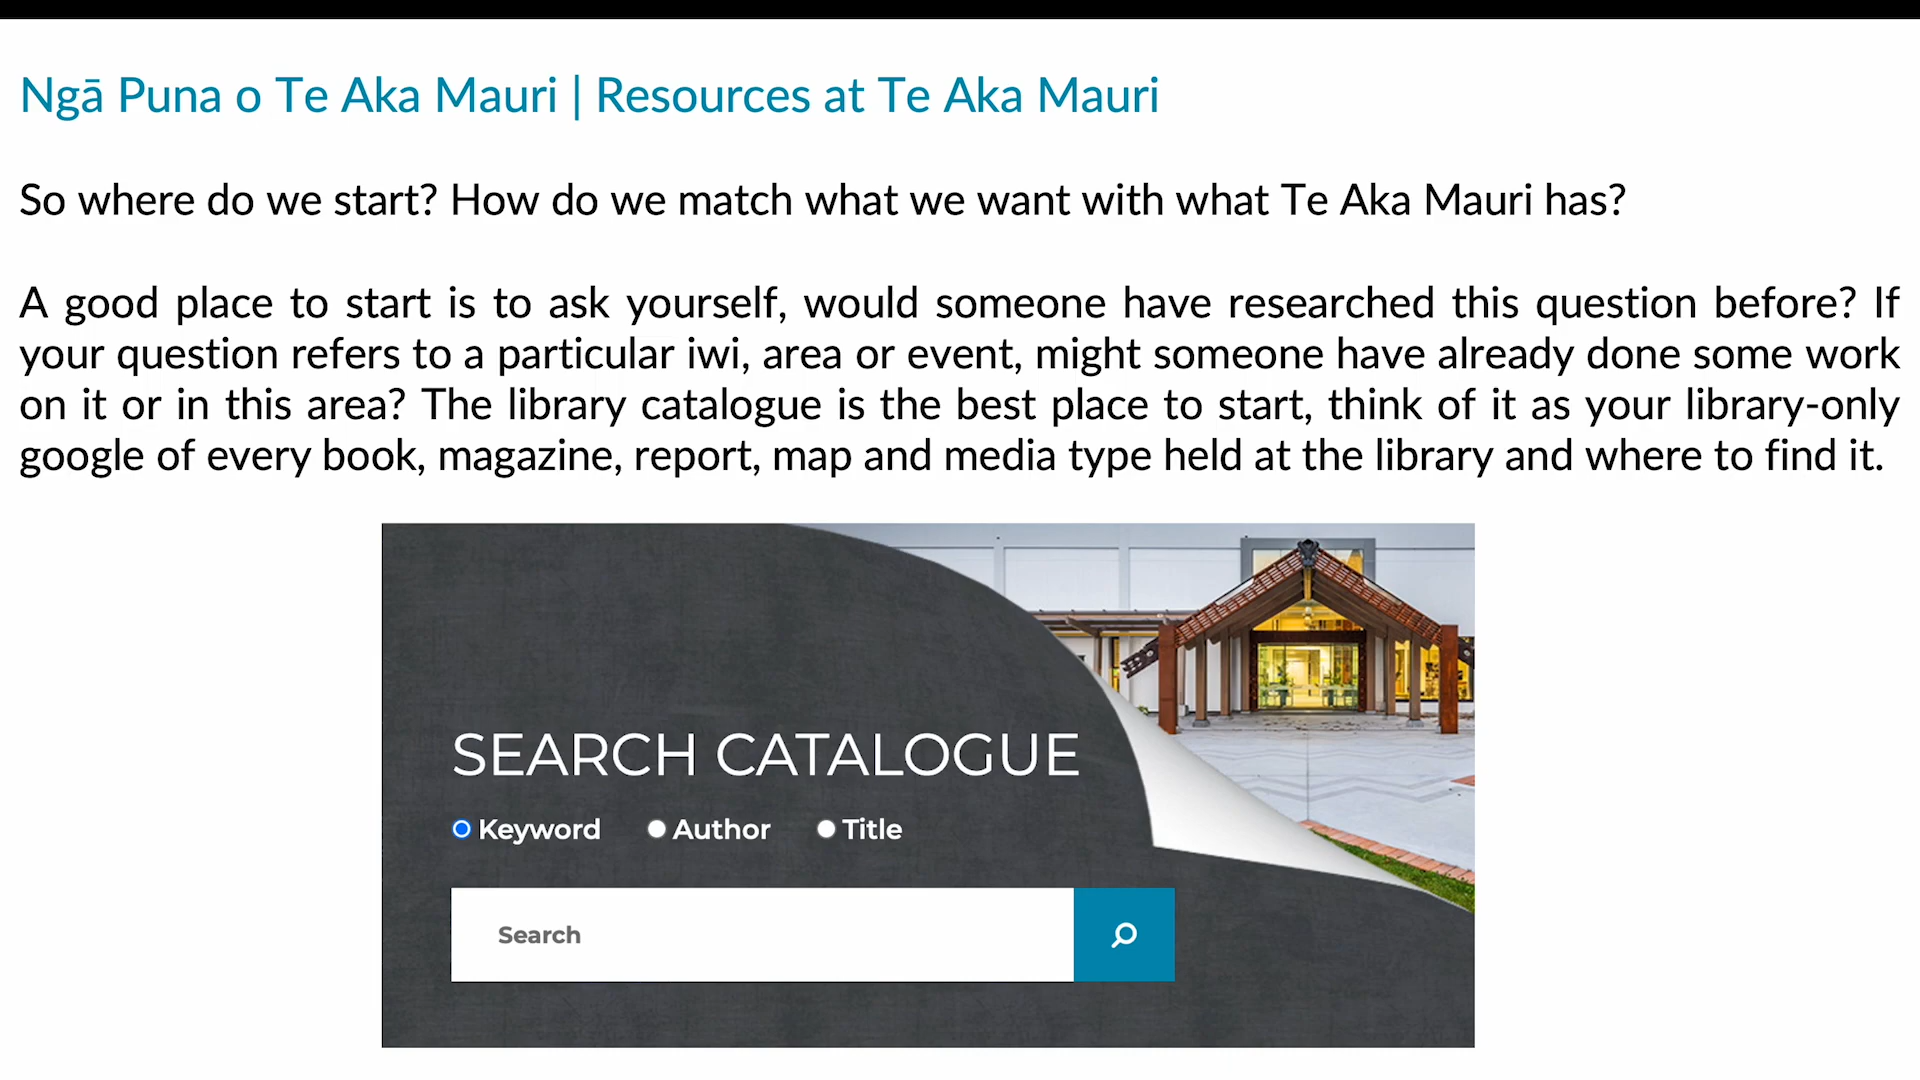 Ngā Puna o Te Aka Mauri | Resources at Te Aka Mauri
So where do we start? How do we match what we want with what Te Aka Mauri has?
A good place to start is to ask yourself, would someone have researched this question before? If
your question refers to a particular iwi, area or event, might someone have already done some work
on it or in this area? The library catalogue is the best place to start, think of it as your library-only
google of every book, magazine, report, map and media type held at the library and where to find it.
SEARCH CATALOGUE
Keyword Author Title
Search